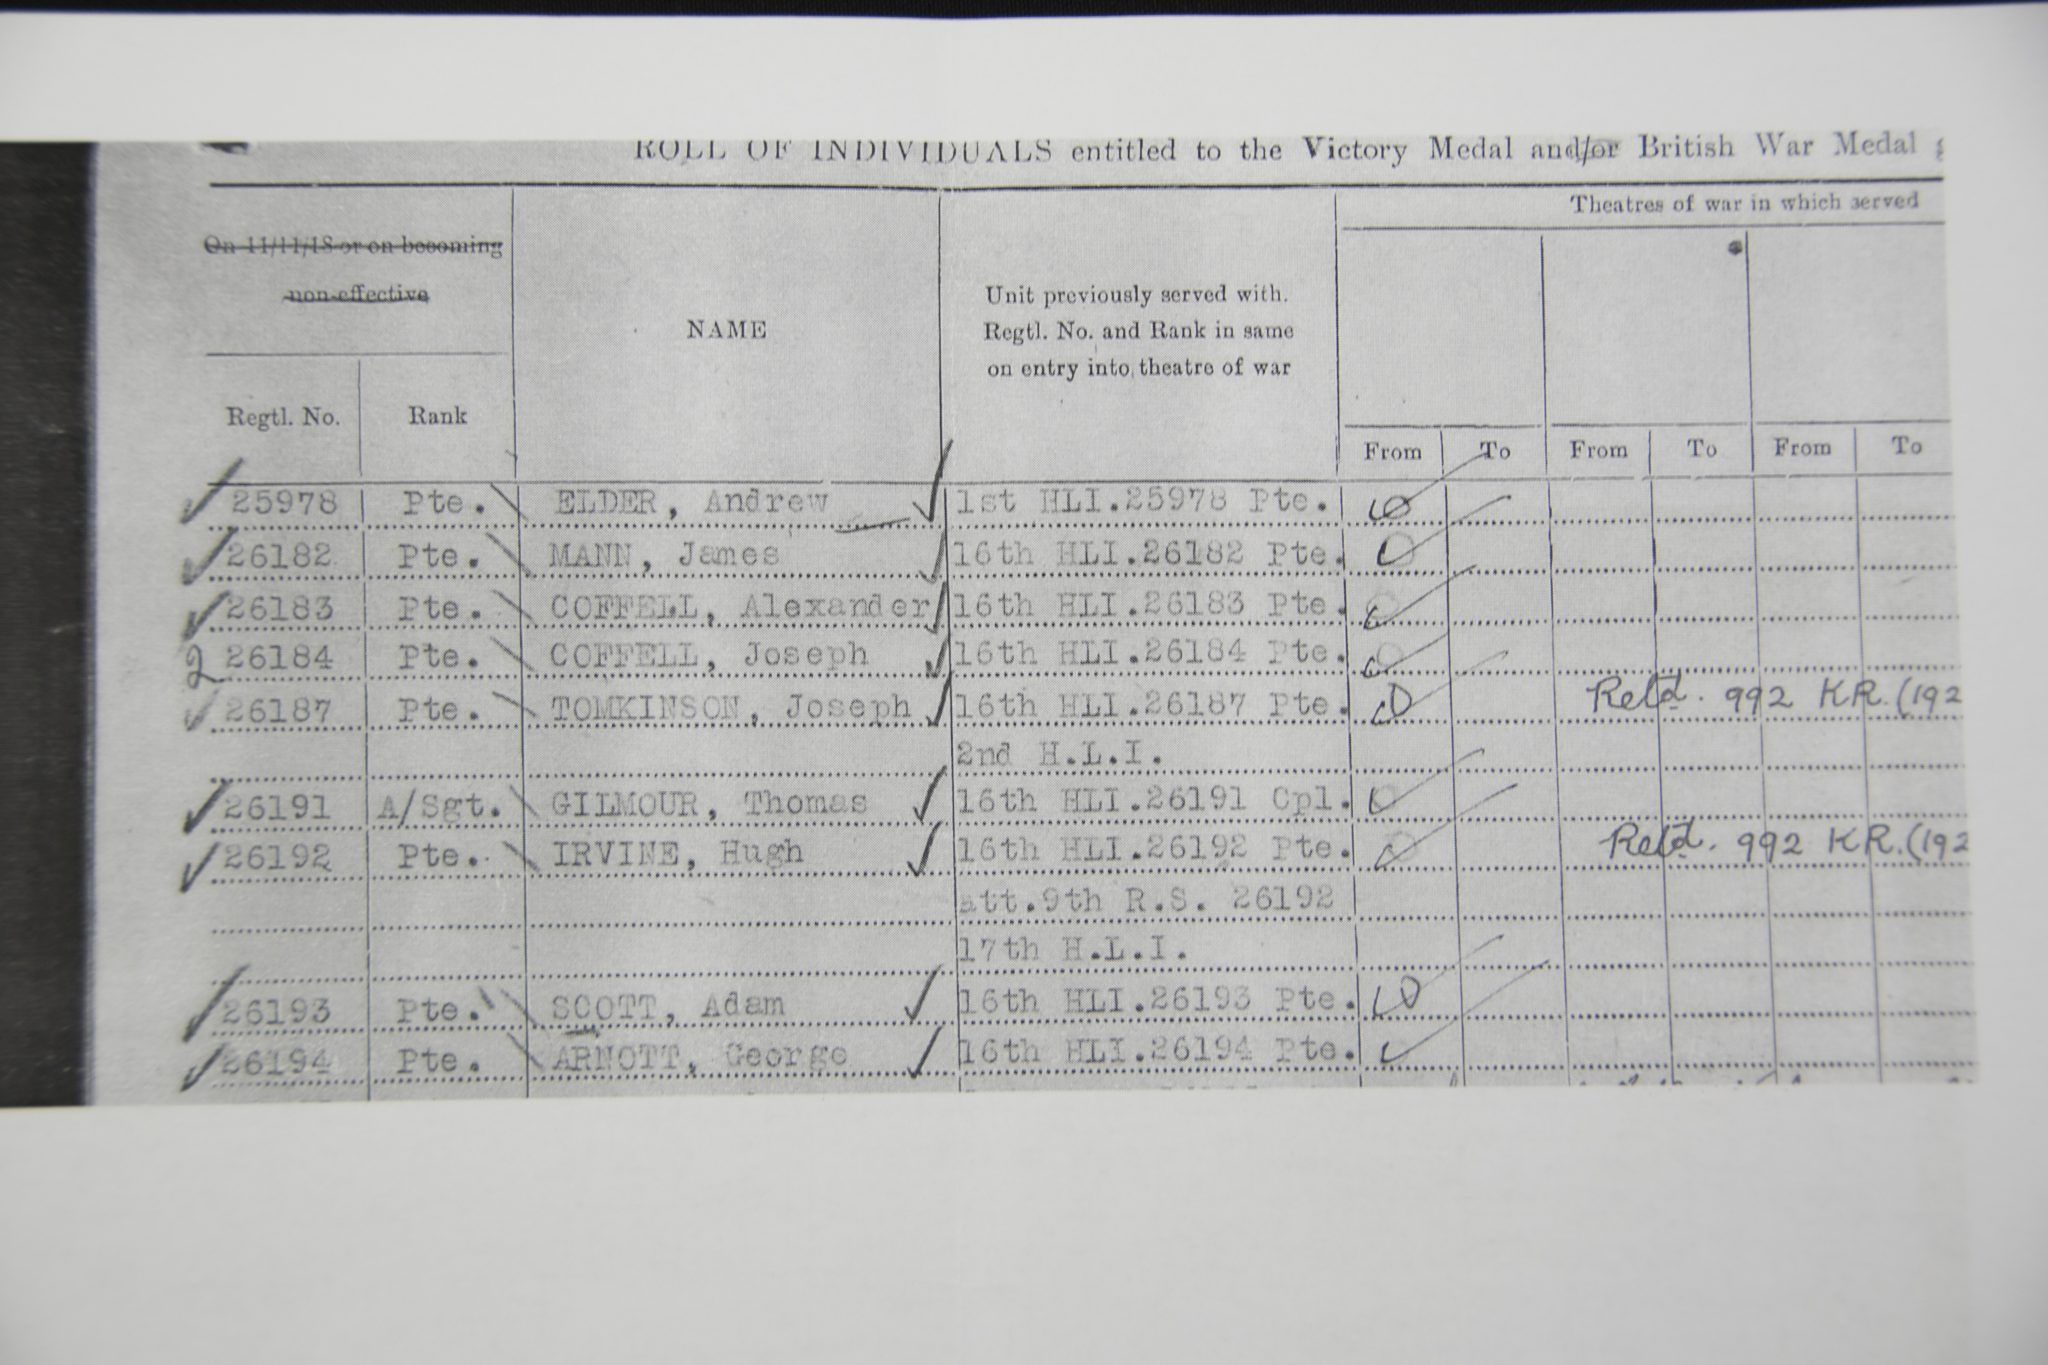 ROLL OF INDIVIDUALS entitled to the Victory Medal and/or British War Medal
Theatres of war in which served
On 11/11/18 or on becoming
non-effective
NAME
Unit previously served with.
Regtl. No. and Rank in same
on entry into theatre of war
Regtl. No. Rank
From To From To From To
25978 Pte. ELDER, Andrew 1st HLI.25978 Pte.
26182 Pte. MANN, James 16th HLI.26182 Pte.
26183 Pte. COFFELL, Alexander 16th HLI.26183 Pte.
2 26184 Pte. COFFELL, Joseph 16th HLI.26184 Pte.
26187 Pte. TOMKINSON, Joseph 16th HLI.26187 Pte. Retd. 992 KR.(192
2nd H.L.I.
26191 A/Sgt. GILMOUR, Thomas 16th HLI.26191 Cpl.
26192 Pte. IRVINE, Hugh 16th HLI.26192 Pte. Retd. 992 KR.(192
att.9th R.S. 26192
17th H.L.I.
26193 Pte. SCOTT, Adam 16th HLI.26193 Pte.
26194 Pte. ARNOTT, George 16th HLI.26194 Pte.